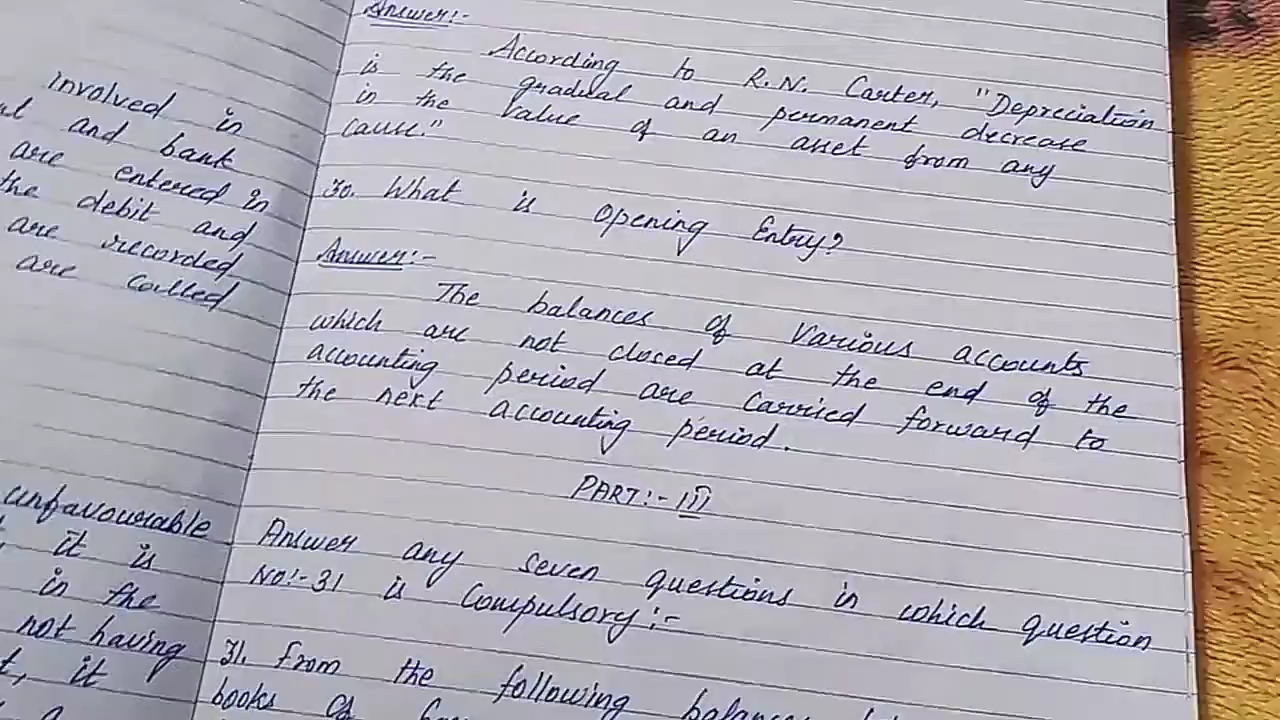 involved in
and bank
are entered in
the debit and
are recorded
are called
unfavourable
it is
in the
not having
it
Answer:-
According to R.N. Carter, "Depreciation
is the gradual and permanent decrease
in the value of an asset from any
cause."
30. What is opening Entry?
Answer:-
The balances of various accounts
which are not closed at the end of the
accounting period are carried forward to
the next accounting period.
PART:- III
Answer any seven questions in which question
No:- 31 is Compulsory:-
31. From the following
books of